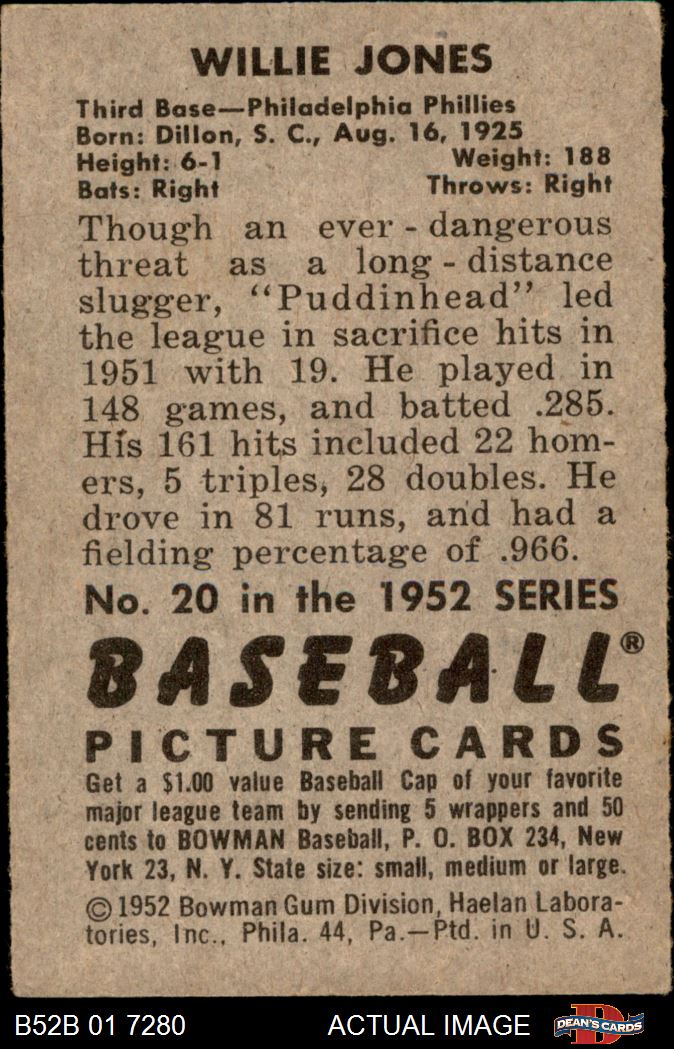 WILLIE JONES
Third Base—Philadelphia Phillies
Born: Dillon, S. C., Aug. 16, 1925
Height: 6-1 Weight: 188
Bats: Right Throws: Right
Though an ever - dangerous
threat as a long - distance
slugger, “Puddinhead” led
the league in sacrifice hits in
1951 with 19. He played in
148 games, and batted .285.
His 161 hits included 22 hom-
ers, 5 triples, 28 doubles. He
drove in 81 runs, and had a
fielding percentage of .966.
No. 20 in the 1952 SERIES
BASEBALL®
PICTURE CARDS
Get a $1.00 value Baseball Cap of your favorite
major league team by sending 5 wrappers and 50
cents to BOWMAN Baseball, P. O. BOX 234, New
York 23, N. Y. State size: small, medium or large.
©1952 Bowman Gum Division, Haelan Labora-
tories, Inc., Phila. 44, Pa.—Ptd. in U. S. A.
B52B 01 7280 ACTUAL IMAGE DEAN'S CARDS